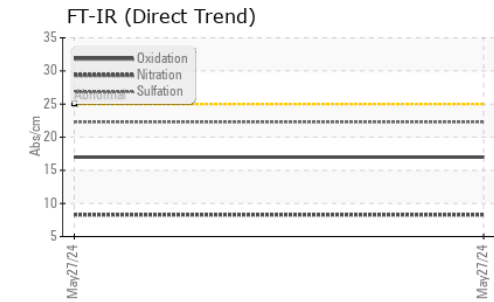 FT-IR (Direct Trend)
35
30
25
20
15
10
5
Abs/cm
Oxidation
Nitration
Sulfation
Abnormal
May27/24
May27/24